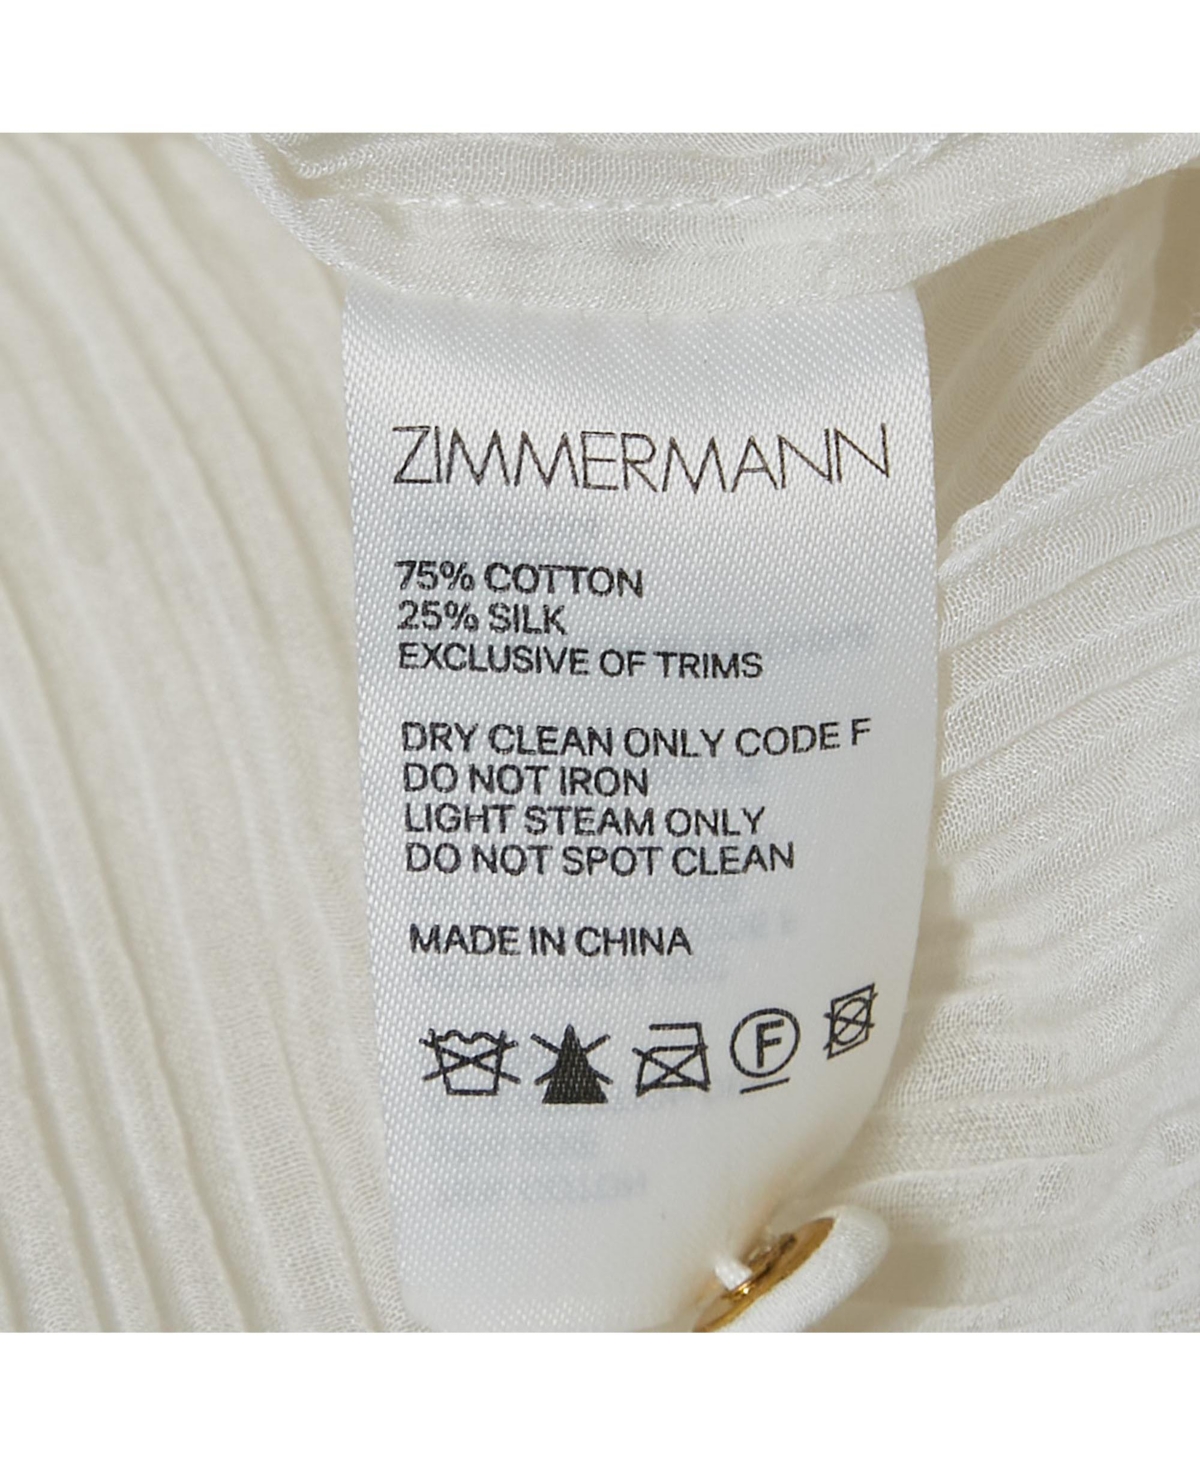 ZIMMERMANN
75% COTTON
25% SILK
EXCLUSIVE OF TRIMS
DRY CLEAN ONLY CODE F
DO NOT IRON
LIGHT STEAM ONLY
DO NOT SPOT CLEAN
MADE IN CHINA
F